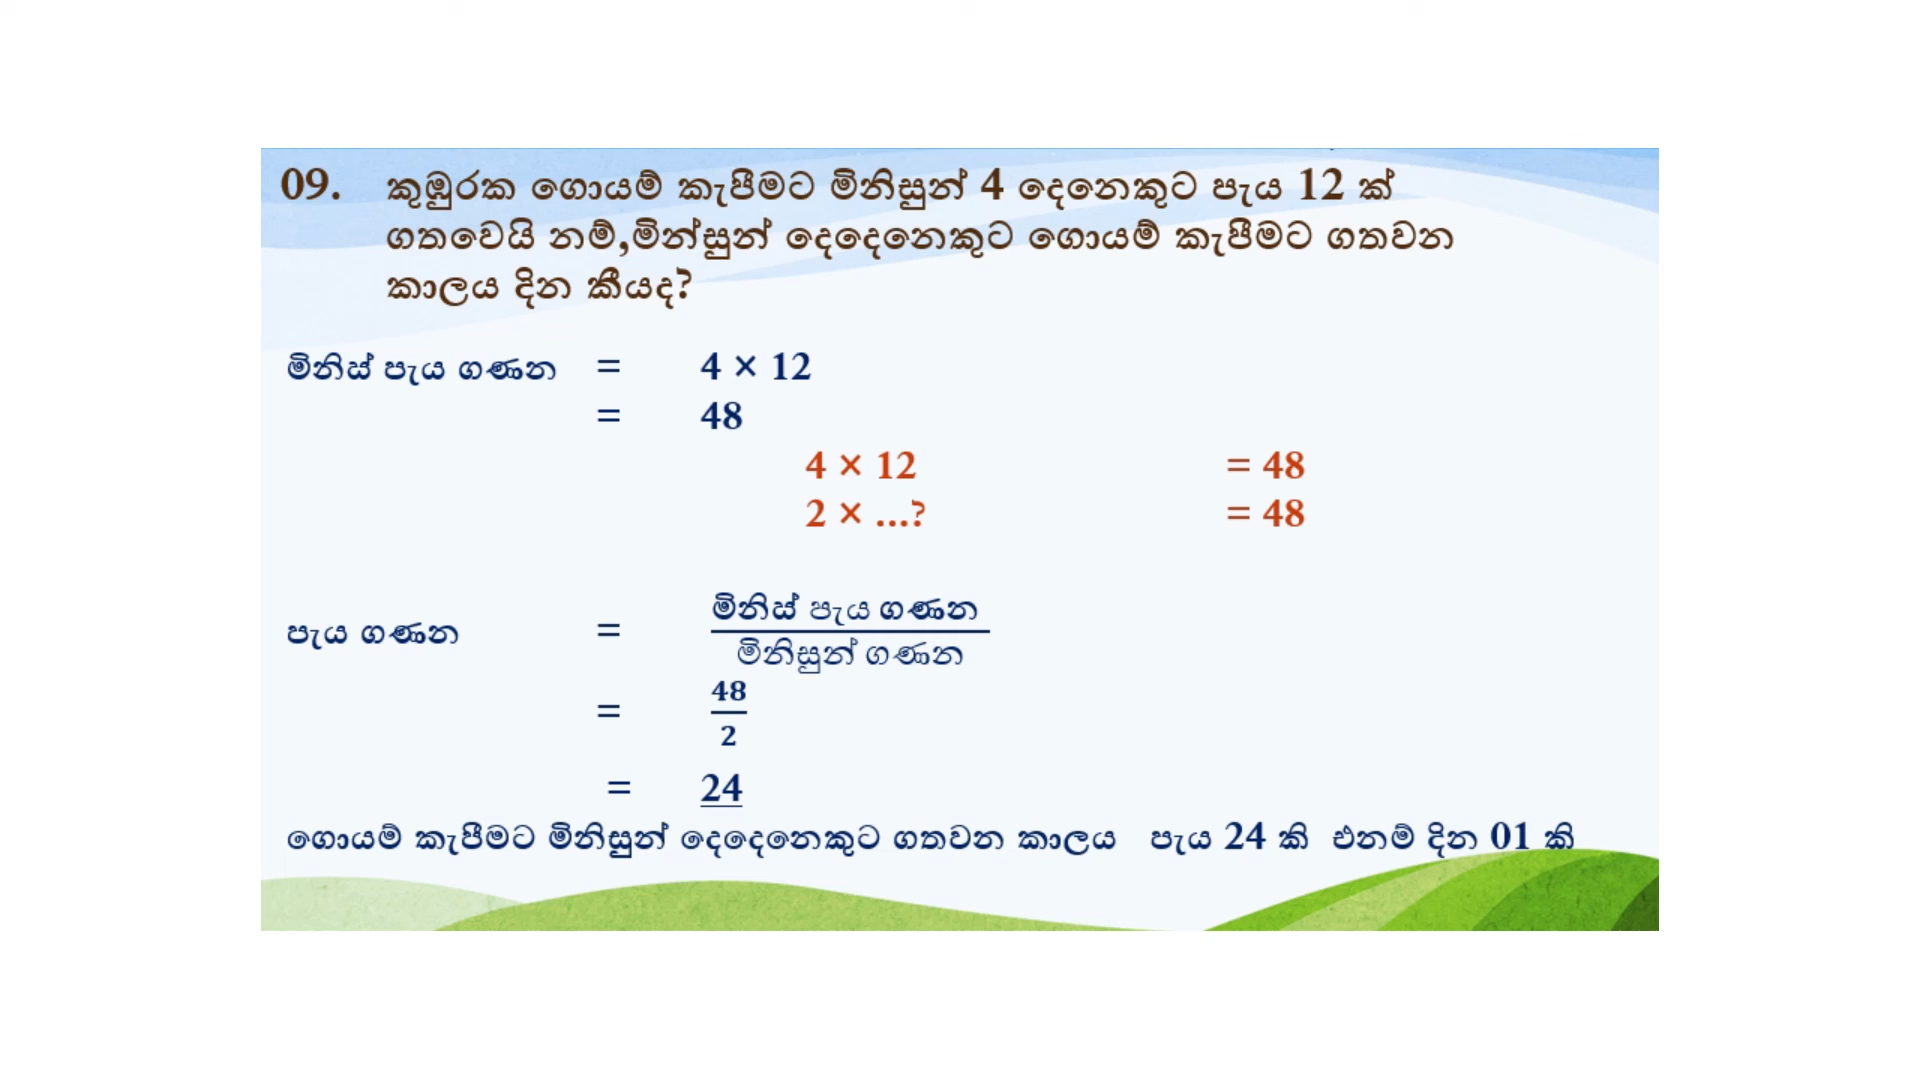 09. කුඹුරක ගොයම් කැපීමට මිනිසුන් 4 දෙනෙකුට පැය 12 ක්
ගතවෙයි නම්,මින්සුන් දෙදෙනෙකුට ගොයම් කැපීමට ගතවන
කාලය දින කීයද?
මිනිස් පැය ගණන = 4 × 12
= 48
4 × 12 = 48
2 × ...? = 48
පැය ගණන = මිනිස් පැය ගණන
මිනිසුන් ගණන
= 48
2
= 24
ගොයම් කැපීමට මිනිසුන් දෙදෙනෙකුට ගතවන කාලය පැය 24 කි එනම් දින 01 කි